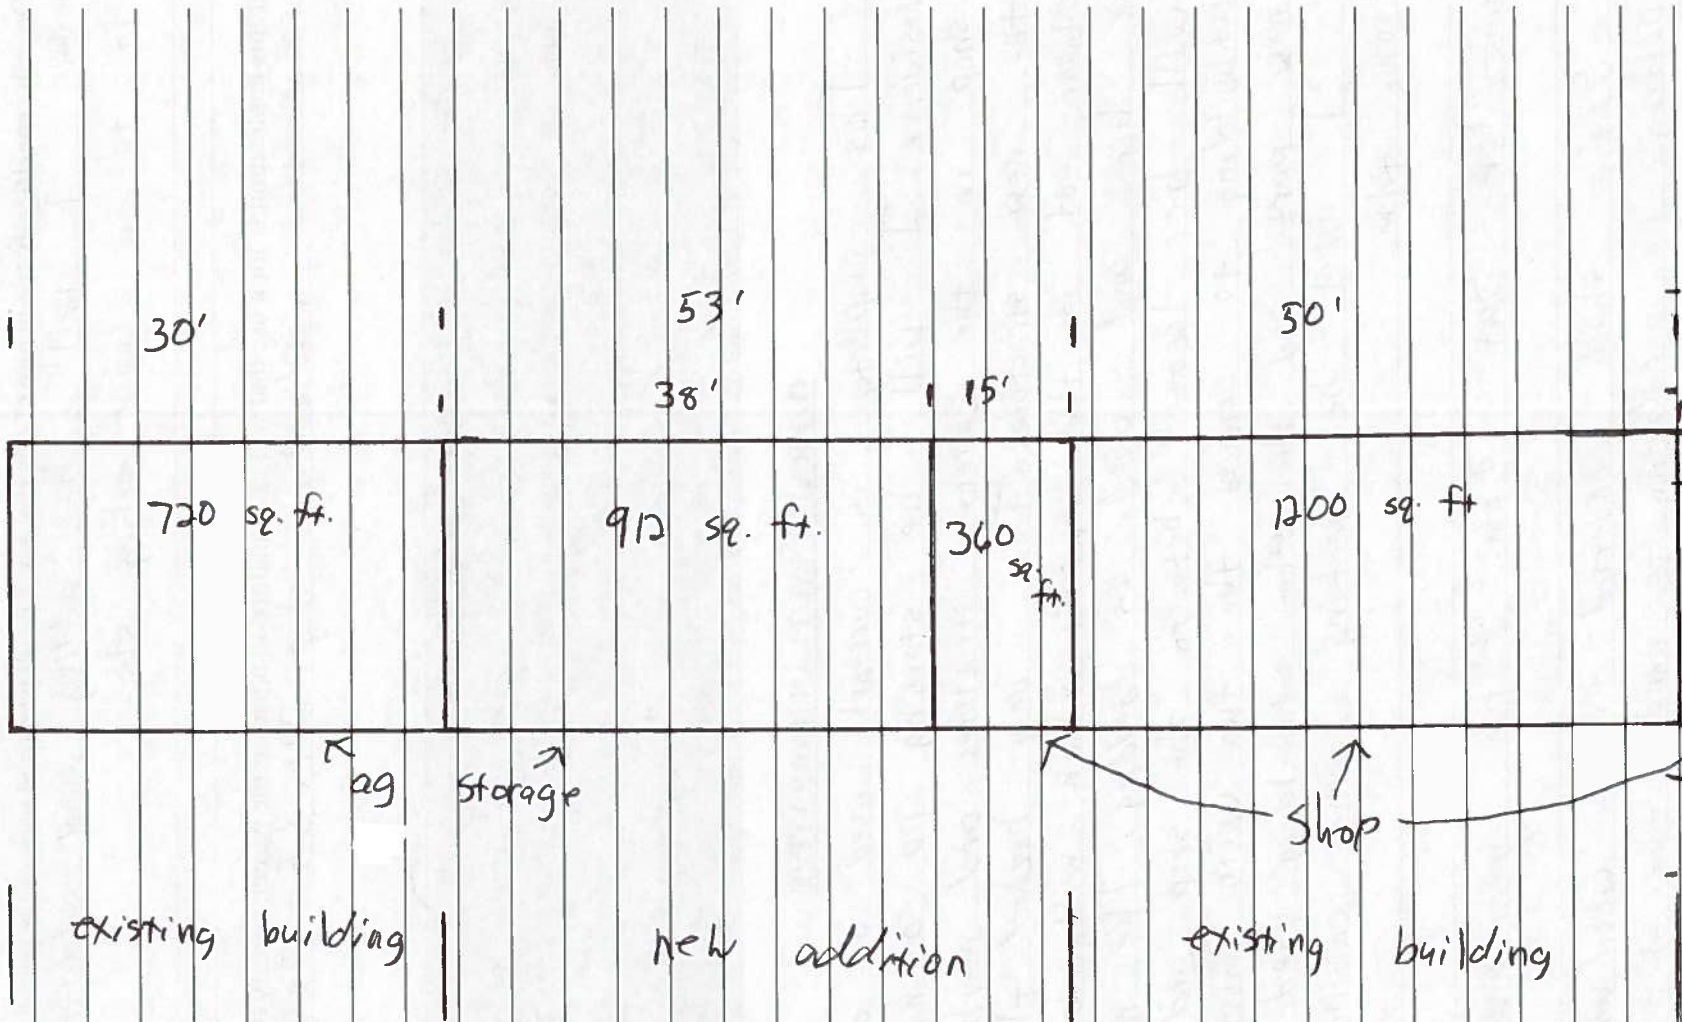 30' 53' 50'
38' 15'
720 sq. ft. 912 sq. ft. 360 sq. ft. 1200 sq. ft
ag storage shop
existing building new addition existing building